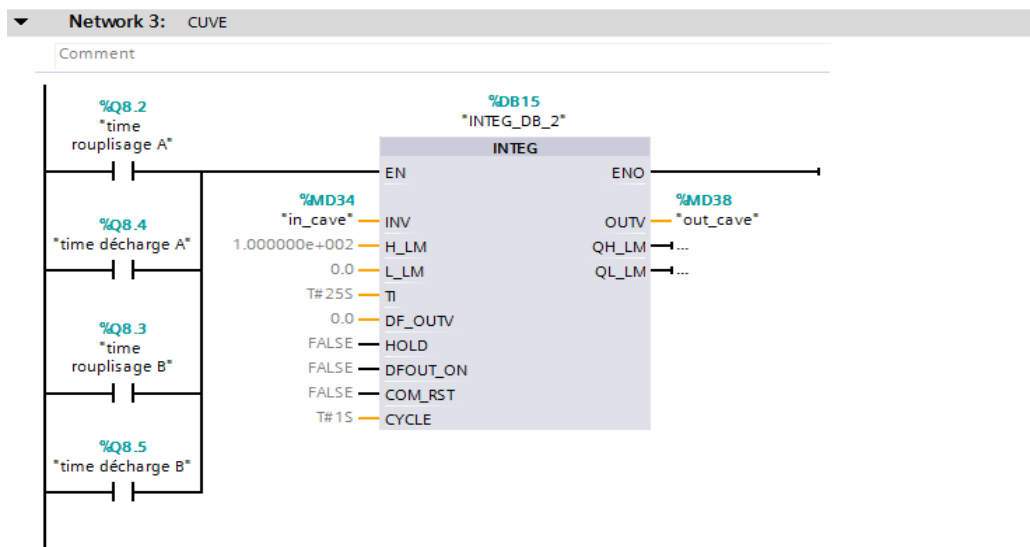 Network 3: CUVE
Comment
%Q8.2
"time
rouplisage A"
%DB15
"INTEG_DB_2"
INTEG
EN
ENO
%MD34
"in_cave"
INV
OUTV
%MD38
"out_cave"
%Q8.4
"time décharge A"
1.000000e+002
H_LM
QH_LM
...
0.0
L_LM
QL_LM
...
T#25S
TI
0.0
DF_OUTV
%Q8.3
"time
rouplisage B"
FALSE
HOLD
FALSE
DFOUT_ON
FALSE
COM_RST
T#1S
CYCLE
%Q8.5
"time décharge B"